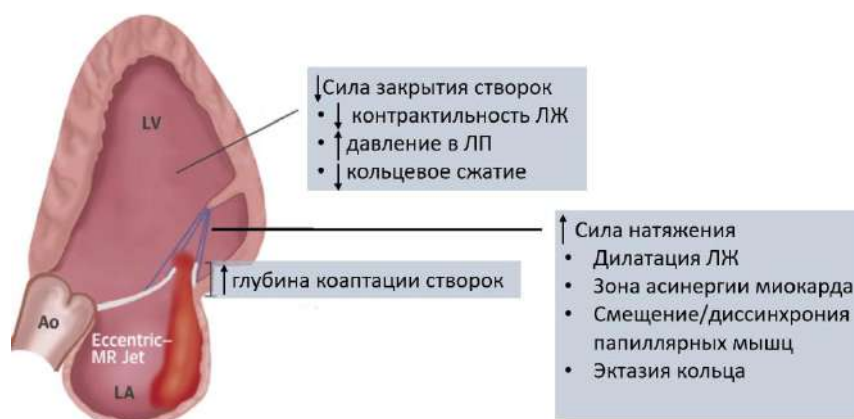 LV
↓Сила закрытия створок
• ↓ контрактильность ЛЖ
• ↑ давление в ЛП
• ↓ кольцевое сжатие
↑ Сила натяжения
• Дилатация ЛЖ
• Зона асинергии миокарда
• Смещение/диссинхрония
папиллярных мышц
• Эктазия кольца
↑глубина коаптации створок
Ao
Eccentric–
MR Jet
LA